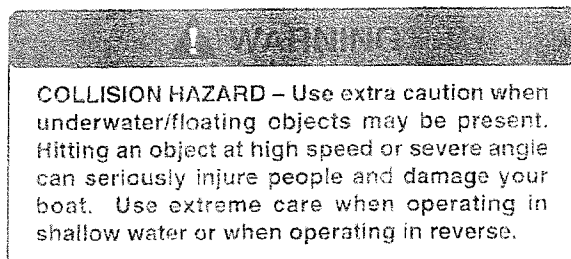 WARNING
COLLISION HAZARD – Use extra caution when
underwater/floating objects may be present.
Hitting an object at high speed or severe angle
can seriously injure people and damage your
boat. Use extreme care when operating in
shallow water or when operating in reverse.